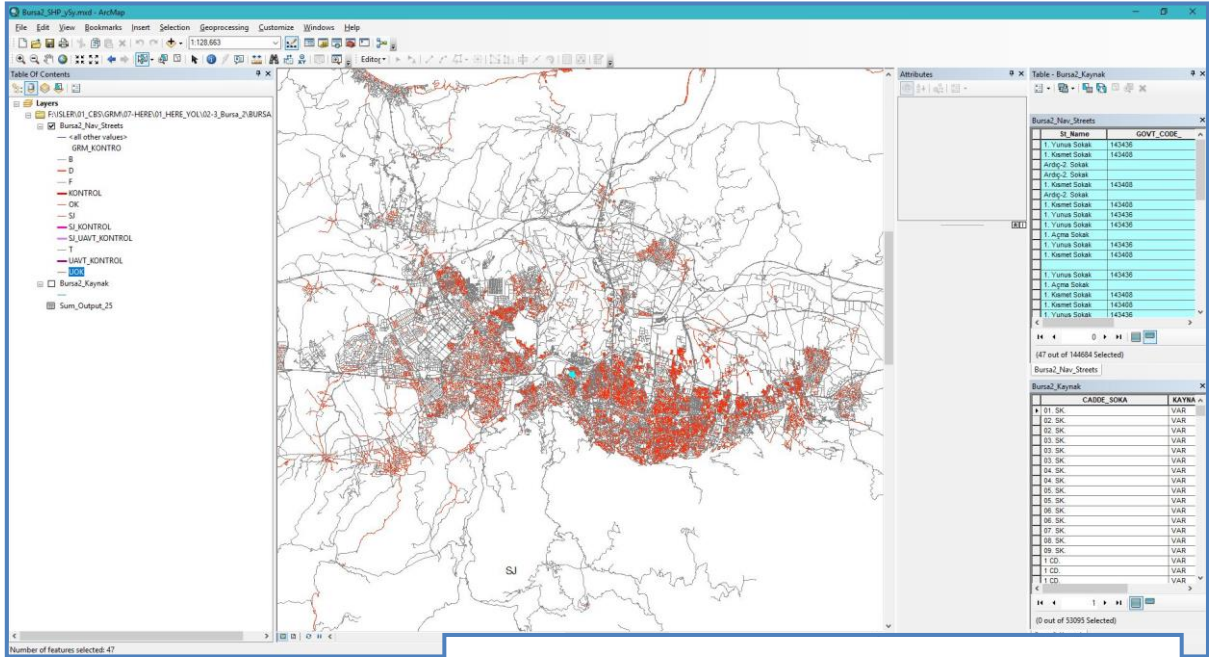 Bursa2_SHP_ySy.mxd - ArcMap
File Edit View Bookmarks Insert Selection Geoprocessing Customize Windows Help
1:128.663
Editor
Table Of Contents
Layers
F:\ISLER\01_CBS\GRM\07-HERE\01_HERE_YOL\02-3_Bursa_2\BURSA
Bursa2_Nav_Streets
<all other values>
GRM_KONTRO
B
D
F
KONTROL
OK
SJ
SJ_KONTROL
SJ_UAVT_KONTROL
T
UAVT_KONTROL
UOK
Bursa2_Kaynak
Sum_Output_25
SJ
Number of features selected: 47
Attributes
Table - Bursa2_Kaynak
Bursa2_Nav_Streets
St_Name GOVT_CODE_
1. Yunus Sokak 143436
1. Kısmet Sokak 143408
Ardıç-2. Sokak
Ardıç-2. Sokak
1. Kısmet Sokak 143408
Ardıç-2. Sokak
1. Kısmet Sokak 143408
1. Yunus Sokak 143436
1. Açma Sokak
1. Yunus Sokak 143436
1. Kısmet Sokak 143408
1. Yunus Sokak 143436
1. Açma Sokak
1. Kısmet Sokak 143408
1. Kısmet Sokak 143408
1. Yunus Sokak 143436
0
(47 out of 144684 Selected)
Bursa2_Nav_Streets
Bursa2_Kaynak
CADDE_SOKA KAYNA
01. SK. VAR
02. SK. VAR
02. SK. VAR
03. SK. VAR
03. SK. VAR
03. SK. VAR
04. SK. VAR
04. SK. VAR
05. SK. VAR
05. SK. VAR
06. SK. VAR
06. SK. VAR
07. SK. VAR
08. SK. VAR
09. SK. VAR
1 CD. VAR
1 CD. VAR
1 CD. VAR
1
(0 out of 53095 Selected)